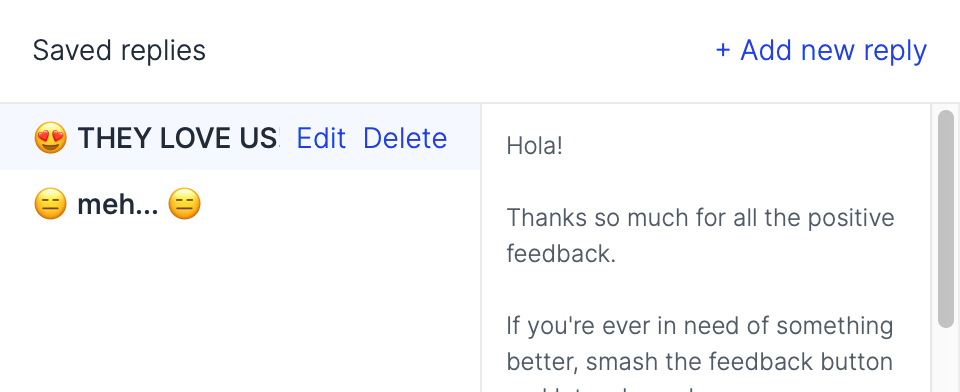 Saved replies
+ Add new reply
😍 THEY LOVE US Edit Delete
😑 meh... 😑
Hola!
Thanks so much for all the positive
feedback.
If you're ever in need of something
better, smash the feedback button